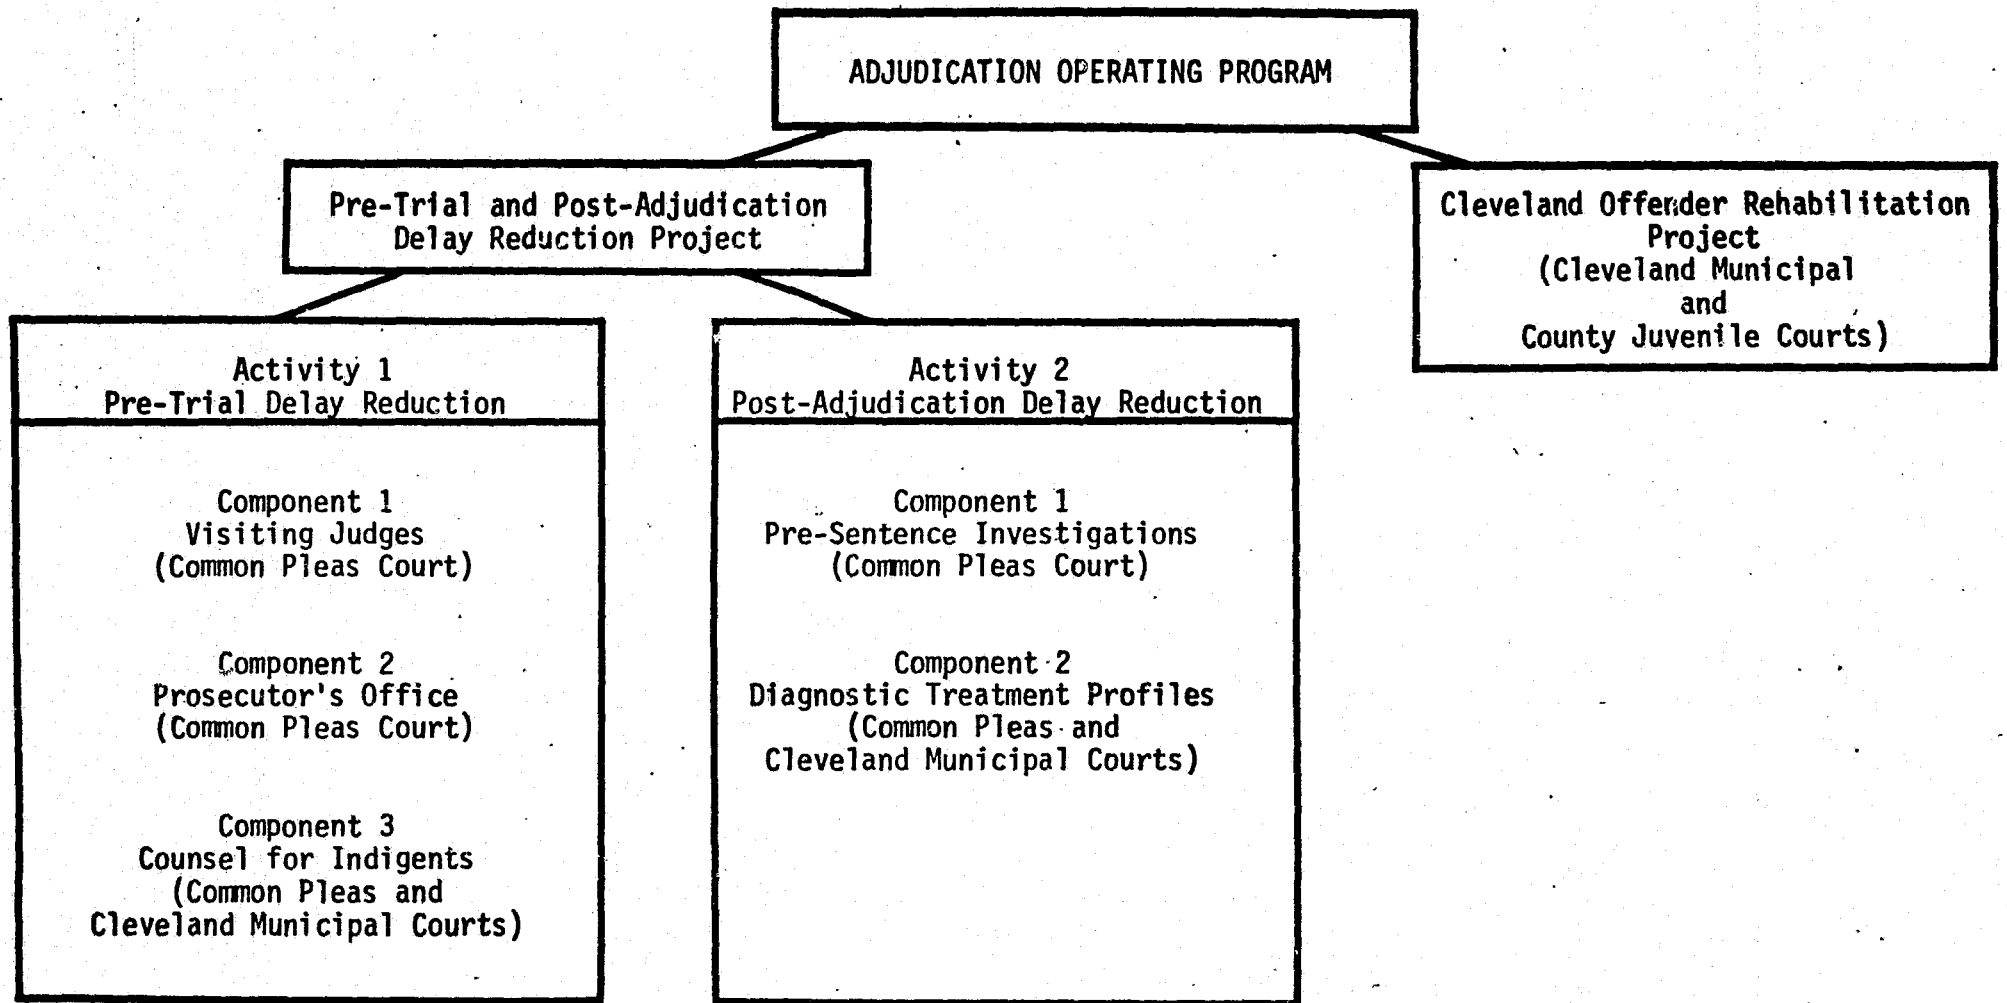 ADJUDICATION OPERATING PROGRAM
Pre-Trial and Post-Adjudication
Delay Reduction Project
Cleveland Offender Rehabilitation
Project
(Cleveland Municipal
and
County Juvenile Courts)
Activity 1
Pre-Trial Delay Reduction
Component 1
Visiting Judges
(Common Pleas Court)
Component 2
Prosecutor's Office
(Common Pleas Court)
Component 3
Counsel for Indigents
(Common Pleas and
Cleveland Municipal Courts)
Activity 2
Post-Adjudication Delay Reduction
Component 1
Pre-Sentence Investigations
(Common Pleas Court)
Component 2
Diagnostic Treatment Profiles
(Common Pleas and
Cleveland Municipal Courts)